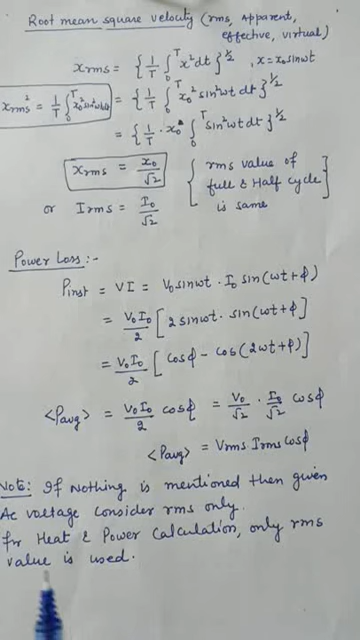 Root mean square velocity (rms, apparent,
effective, virtual)
xrms = {1/T ∫₀ᵀ x² dt}^½ , x = x₀ sinωt
x²rms = 1/T ∫₀ᵀ x₀² sin²ωt dt = {1/T ∫₀ᵀ x₀² sin²ωt dt}^½
= {1/T · x₀² ∫₀ᵀ sin²ωt dt}^½
xrms = x₀/√2 { rms value of
full & Half cycle
is same }
or Irms = I₀/√2
Power Loss :-
Pinst = VI = V₀ sinωt · I₀ sin(ωt+ϕ)
= V₀I₀/2 [2 sinωt · sin(ωt+ϕ)]
= V₀I₀/2 [cosϕ - cos(2ωt+ϕ)]
<Pavg> = V₀I₀/2 cosϕ = V₀/√2 · I₀/√2 cosϕ
<Pavg> = Vrms Irms cosϕ
Note: If Nothing is mentioned then given
Ac voltage consider rms only.
for Heat & Power Calculation, only rms
value is used.